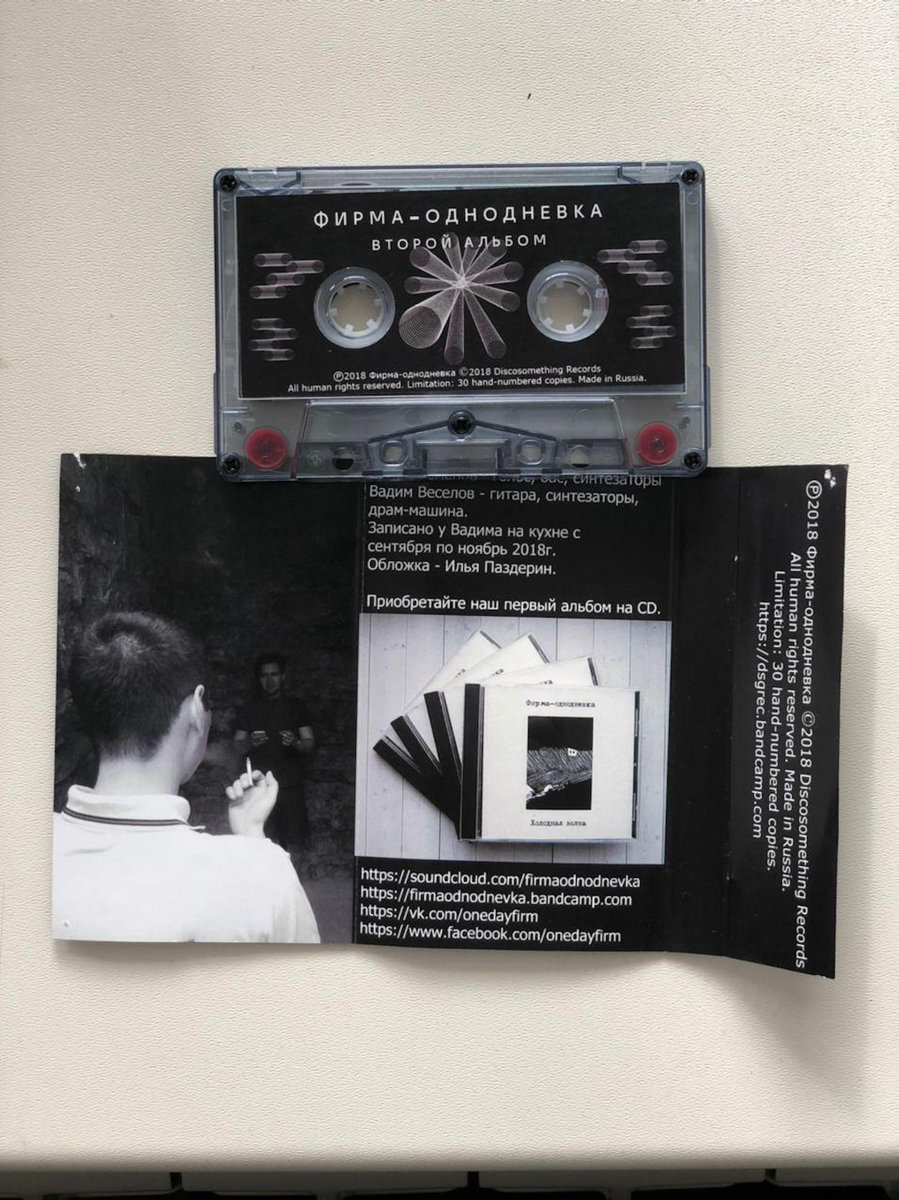 ФИРМА-ОДНОДНЕВКА
ВТОРОЙ АЛЬБОМ
℗2018 Фирма-однодневка ©2018 Discosomething Records
All human rights reserved. Limitation: 30 hand-numbered copies. Made in Russia.
бас, синтезаторы
Вадим Веселов - гитара, синтезаторы,
драм-машина.
Записано у Вадима на кухне с
сентября по ноябрь 2018г.
Обложка - Илья Паздерин.
Приобретайте наш первый альбом на CD.
Фирма-однодневка
Холодная волна
https://soundcloud.com/firmaodnodnevka
https://firmaodnodnevka.bandcamp.com
https://vk.com/onedayfirm
https://www.facebook.com/onedayfirm
℗2018 Фирма-однодневка ©2018 Discosomething Records
All human rights reserved. Made in Russia.
Limitation: 30 hand-numbered copies.
https://dsgrec.bandcamp.com